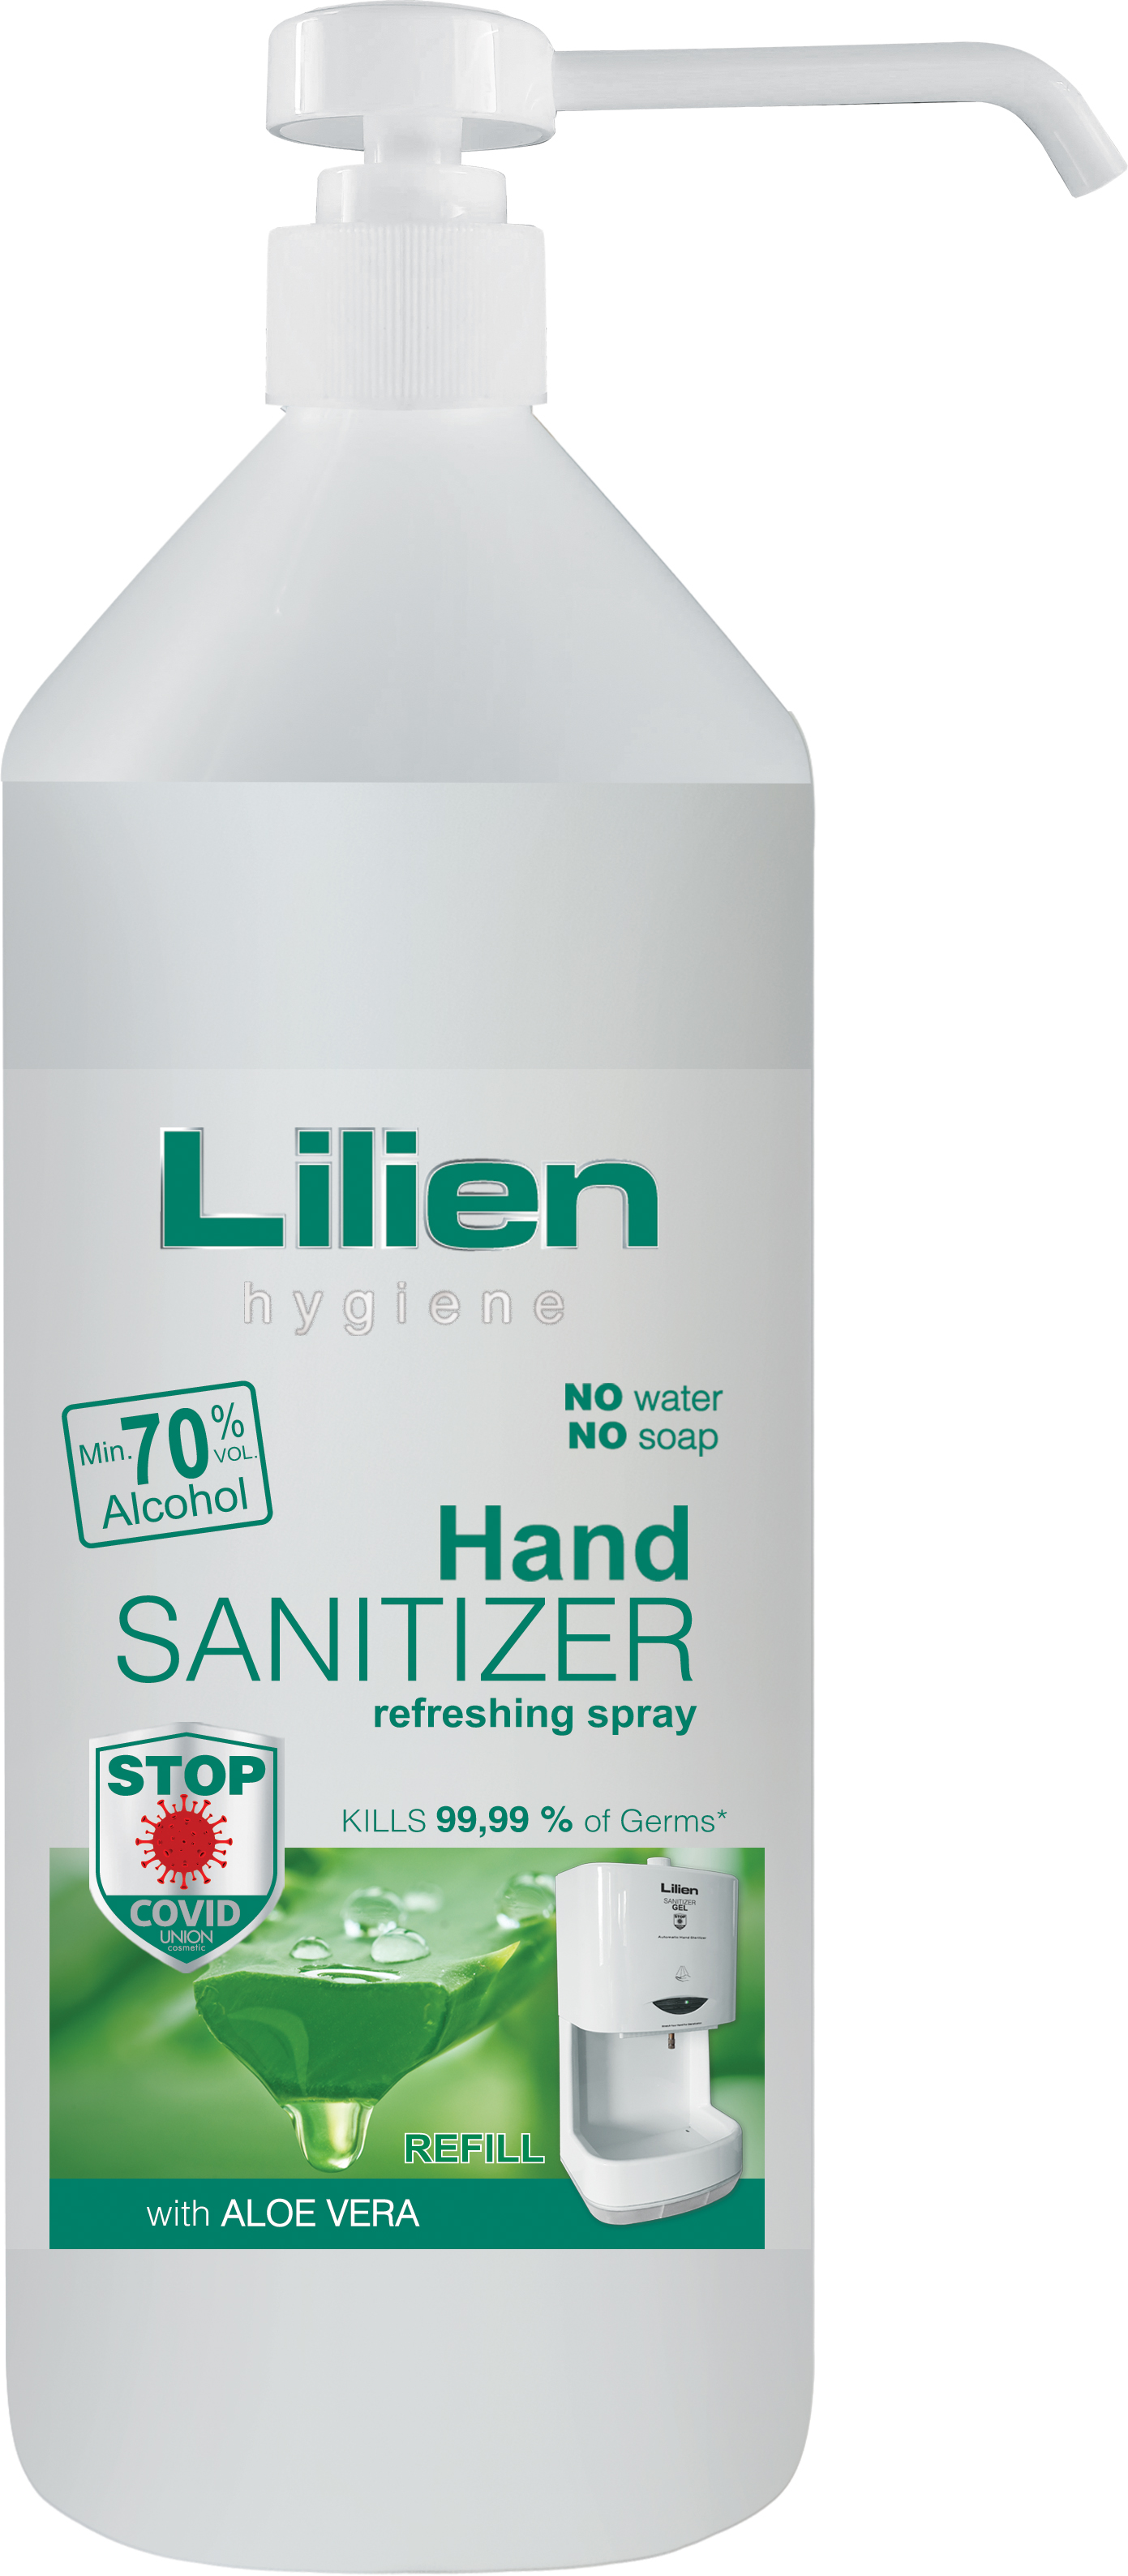 Lilien
hygiene
NO water
NO soap
Min. 70% VOL.
Alcohol
Hand
SANITIZER
refreshing spray
STOP
COVID
UNION
cosmetic
KILLS 99,99 % of Germs*
Lilien
SANITIZER
GEL
STOP
REFILL
with ALOE VERA